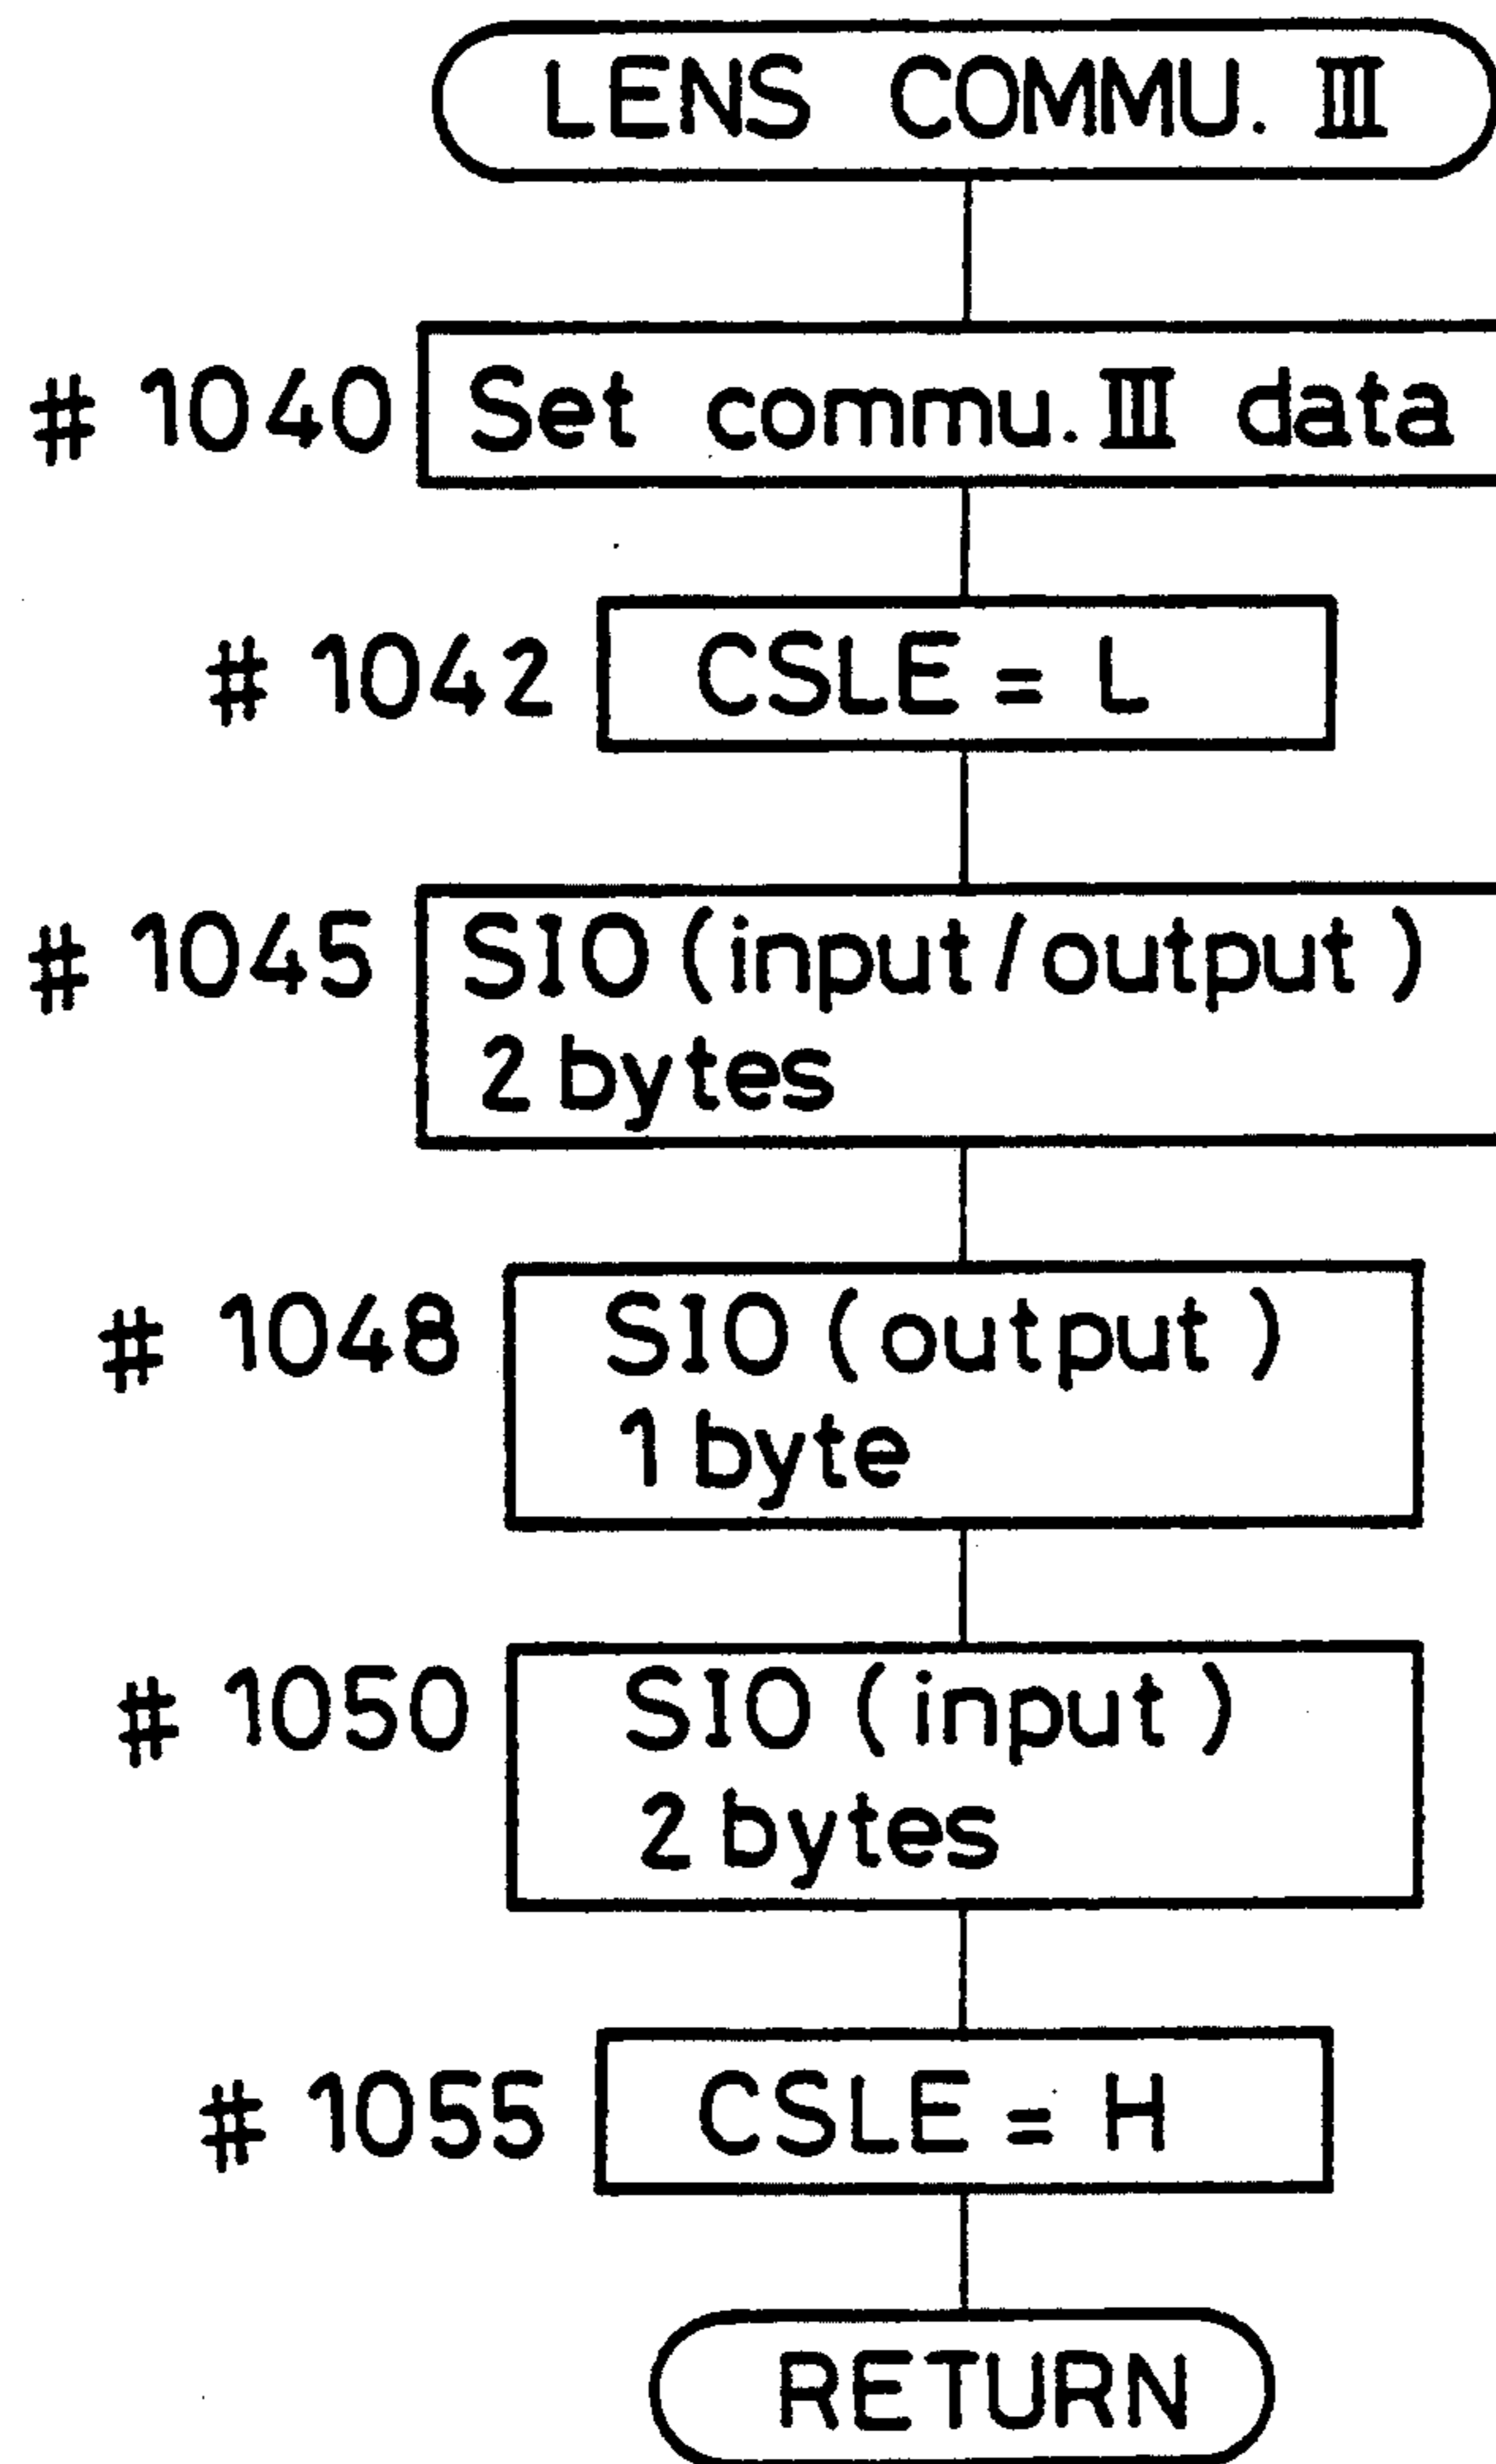 LENS COMMU. III
# 1040 Set commu. III data
# 1042 CSLE = L
# 1045 SIO (input/output)
2 bytes
# 1048 SIO (output)
1 byte
# 1050 SIO (input)
2 bytes
# 1055 CSLE = H
RETURN